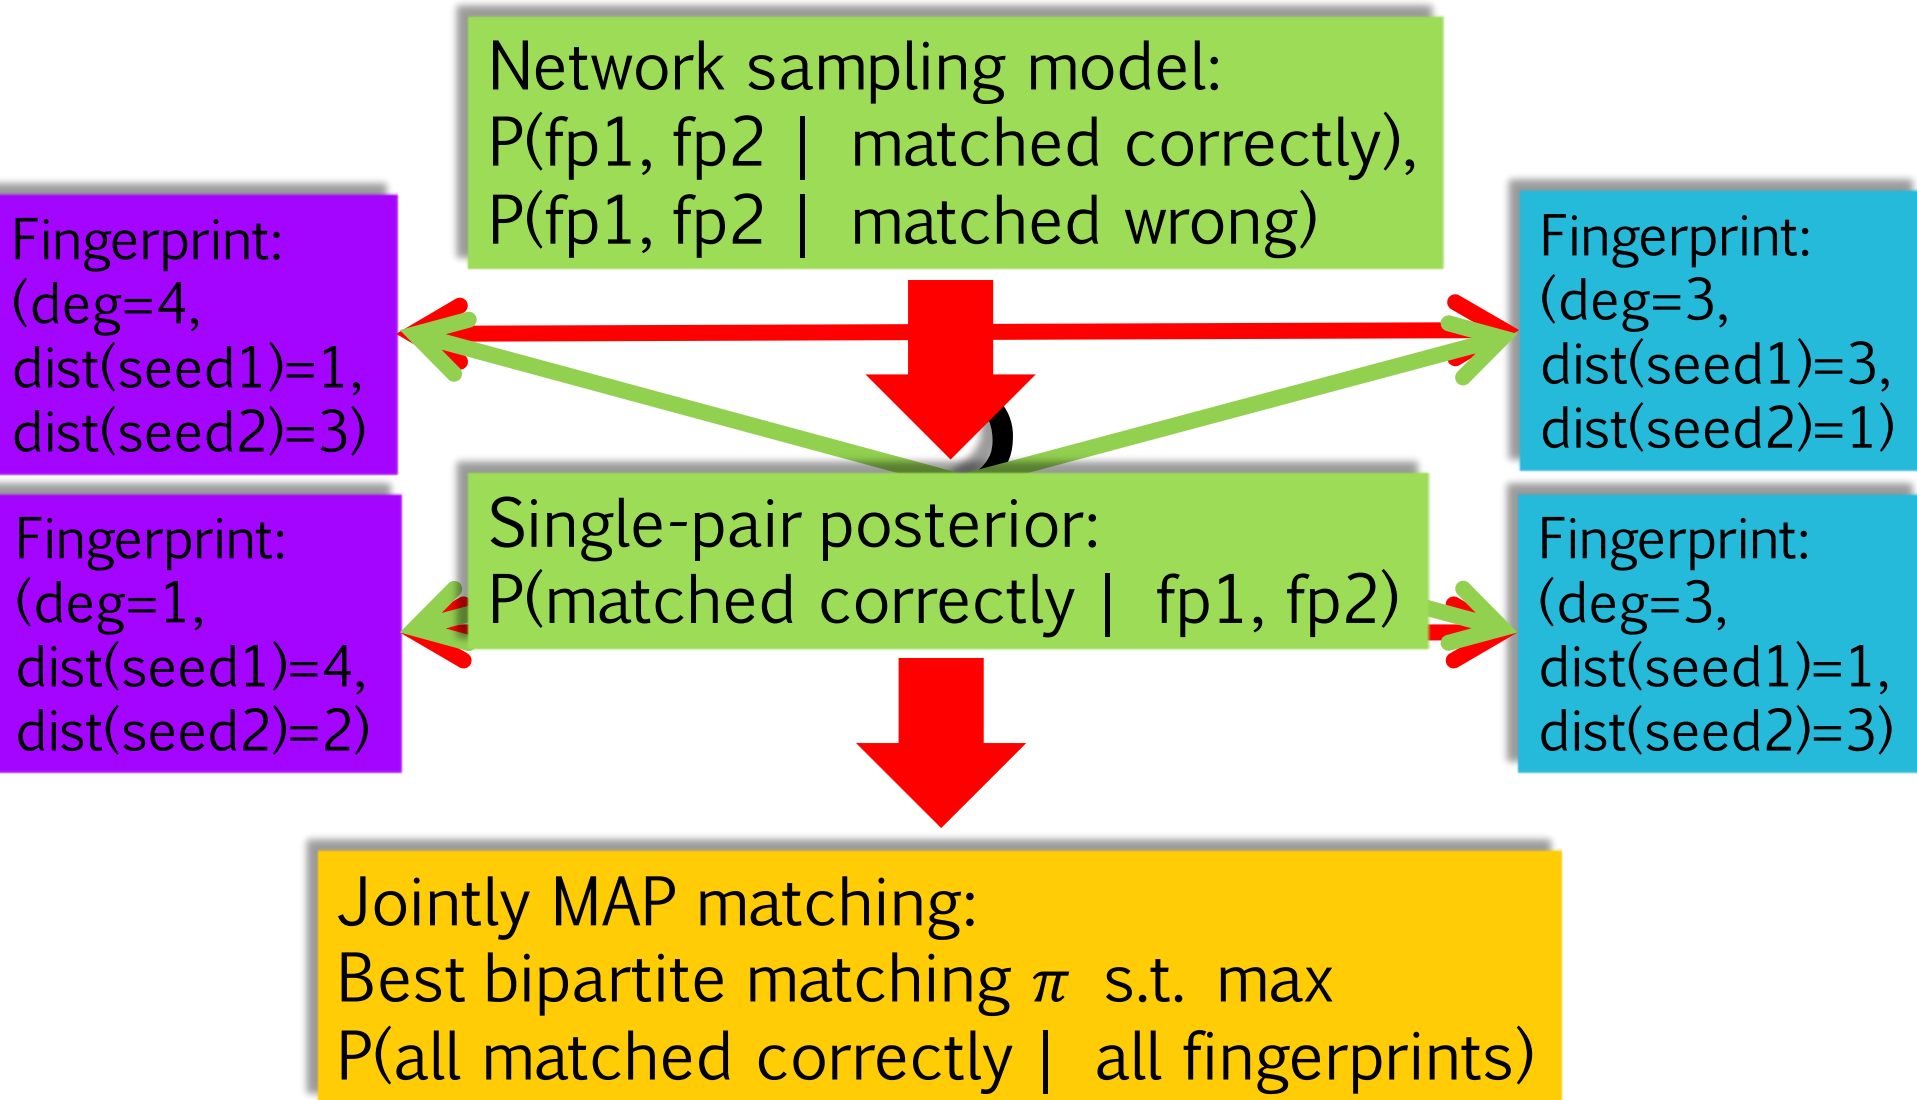 Network sampling model:
P(fp1, fp2 | matched correctly),
P(fp1, fp2 | matched wrong)
Fingerprint:
(deg=4,
dist(seed1)=1,
dist(seed2)=3)
Fingerprint:
(deg=3,
dist(seed1)=3,
dist(seed2)=1)
Single-pair posterior:
P(matched correctly | fp1, fp2)
Fingerprint:
(deg=1,
dist(seed1)=4,
dist(seed2)=2)
Fingerprint:
(deg=3,
dist(seed1)=1,
dist(seed2)=3)
Jointly MAP matching:
Best bipartite matching π s.t. max
P(all matched correctly | all fingerprints)